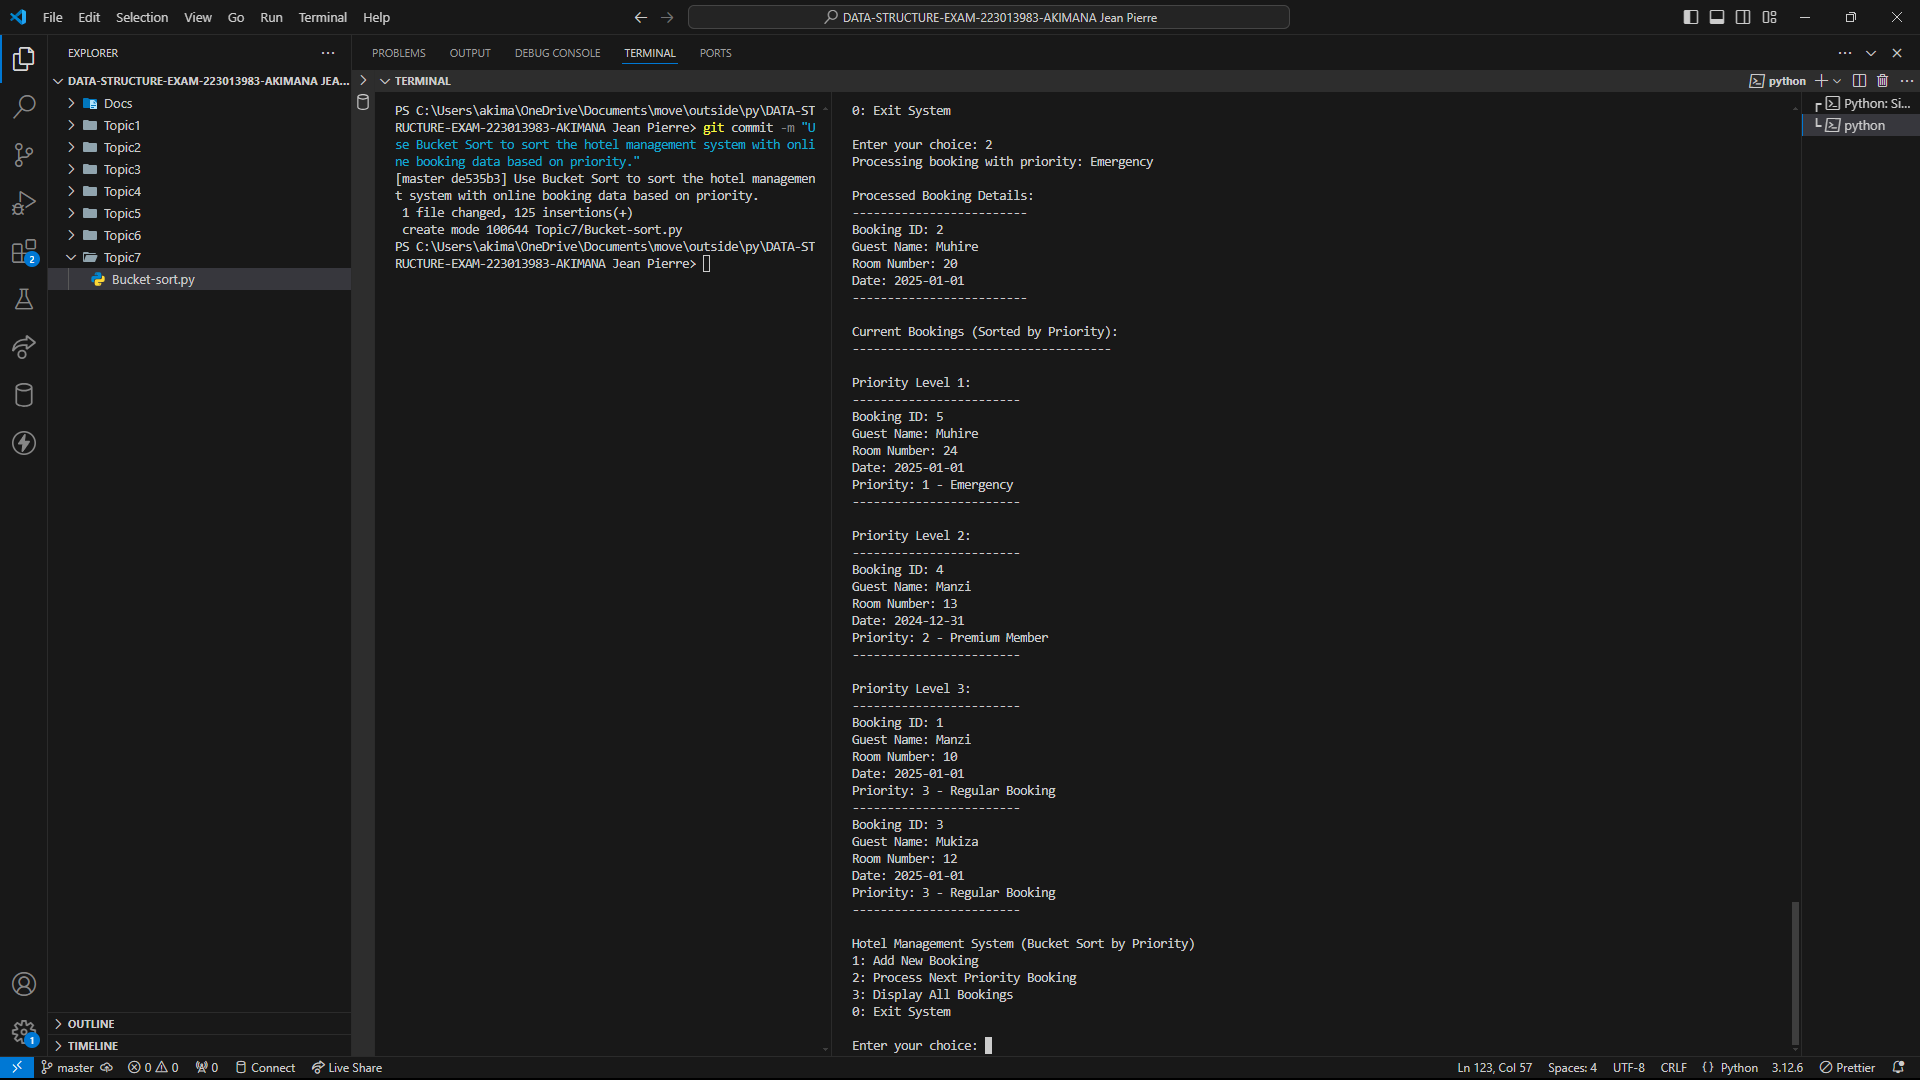 File Edit Selection View Go Run Terminal Help
DATA-STRUCTURE-EXAM-223013983-AKIMANA Jean Pierre
EXPLORER
DATA-STRUCTURE-EXAM-223013983-AKIMANA JEA...
Docs
Topic1
Topic2
Topic3
Topic4
Topic5
Topic6
Topic7
Bucket-sort.py
OUTLINE
TIMELINE
2
1
PROBLEMS OUTPUT DEBUG CONSOLE TERMINAL PORTS
TERMINAL
python
PS C:\Users\akima\OneDrive\Documents\move\outside\py\DATA-ST
RUCTURE-EXAM-223013983-AKIMANA Jean Pierre> git commit -m "U
se Bucket Sort to sort the hotel management system with onli
ne booking data based on priority."
[master de535b3] Use Bucket Sort to sort the hotel managemen
t system with online booking data based on priority.
1 file changed, 125 insertions(+)
create mode 100644 Topic7/Bucket-sort.py
PS C:\Users\akima\OneDrive\Documents\move\outside\py\DATA-ST
RUCTURE-EXAM-223013983-AKIMANA Jean Pierre>
0: Exit System
Enter your choice: 2
Processing booking with priority: Emergency
Processed Booking Details:
-------------------------
Booking ID: 2
Guest Name: Muhire
Room Number: 20
Date: 2025-01-01
-------------------------
Current Bookings (Sorted by Priority):
-------------------------------------
Priority Level 1:
------------------------
Booking ID: 5
Guest Name: Muhire
Room Number: 24
Date: 2025-01-01
Priority: 1 - Emergency
------------------------
Priority Level 2:
------------------------
Booking ID: 4
Guest Name: Manzi
Room Number: 13
Date: 2024-12-31
Priority: 2 - Premium Member
------------------------
Priority Level 3:
------------------------
Booking ID: 1
Guest Name: Manzi
Room Number: 10
Date: 2025-01-01
Priority: 3 - Regular Booking
------------------------
Booking ID: 3
Guest Name: Mukiza
Room Number: 12
Date: 2025-01-01
Priority: 3 - Regular Booking
------------------------
Hotel Management System (Bucket Sort by Priority)
1: Add New Booking
2: Process Next Priority Booking
3: Display All Bookings
0: Exit System
Enter your choice:
Python: Si...
python
master 0 0 0 Connect Live Share
Ln 123, Col 57 Spaces: 4 UTF-8 CRLF {} Python 3.12.6 Prettier